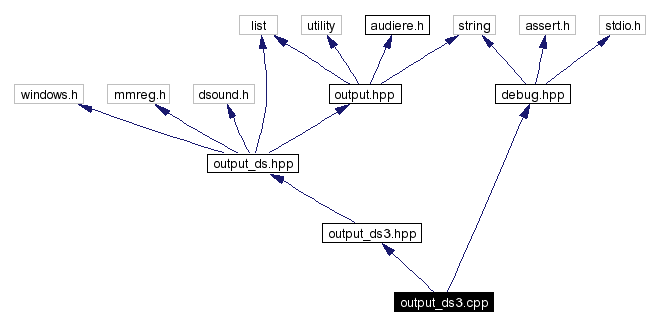 list
utility
audiere.h
string
assert.h
stdio.h
windows.h
mmreg.h
dsound.h
output.hpp
debug.hpp
output_ds.hpp
output_ds3.hpp
output_ds3.cpp